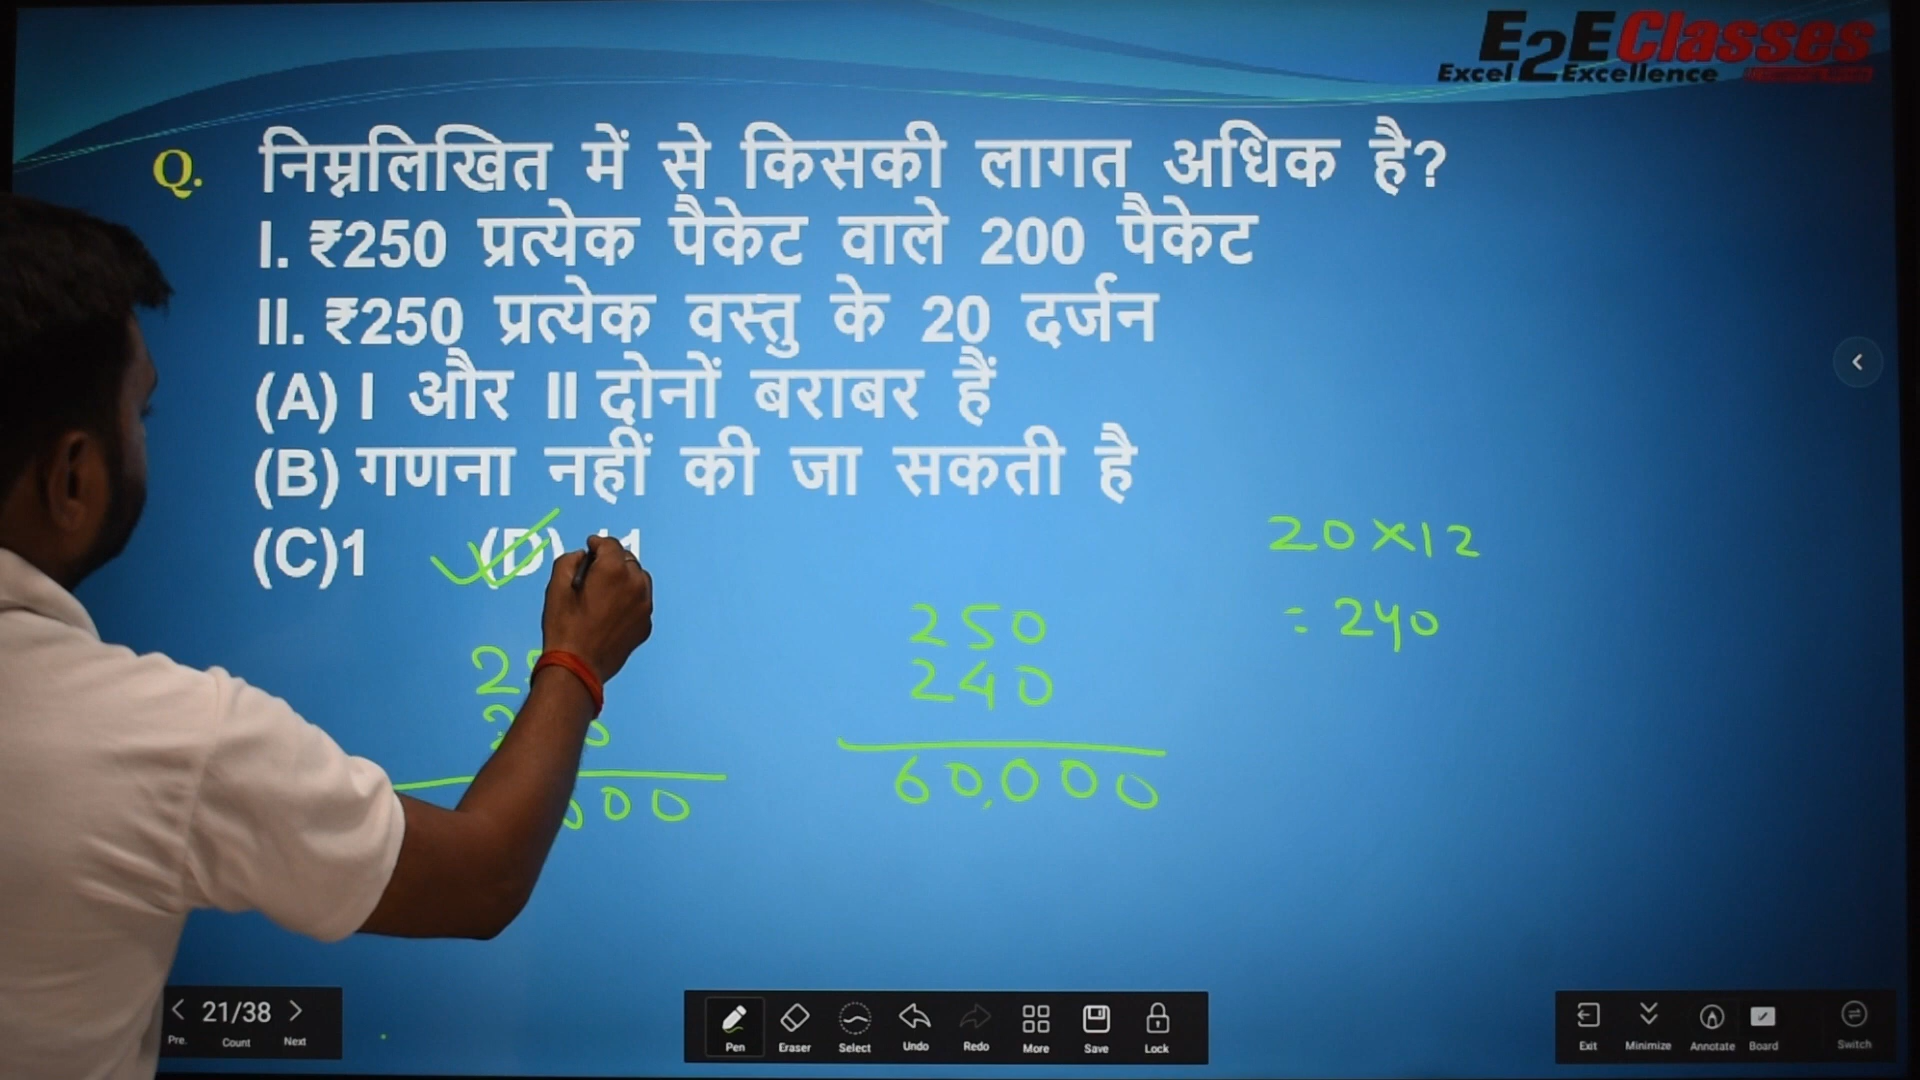 E2E Classes
Excel 2 Excellence
Q. निम्नलिखित में से किसकी लागत अधिक है?
I. ₹250 प्रत्येक पैकेट वाले 200 पैकेट
II. ₹250 प्रत्येक वस्तु के 20 दर्जन
(A) I और II दोनों बराबर हैं
(B) गणना नहीं की जा सकती है
(C)1 (D)
20 × 12
= 240
250
240
60,000
21/38
Pre. Count Next
Pen Eraser Select Undo Redo More Save Lock
Exit Minimize Annotate Board Switch